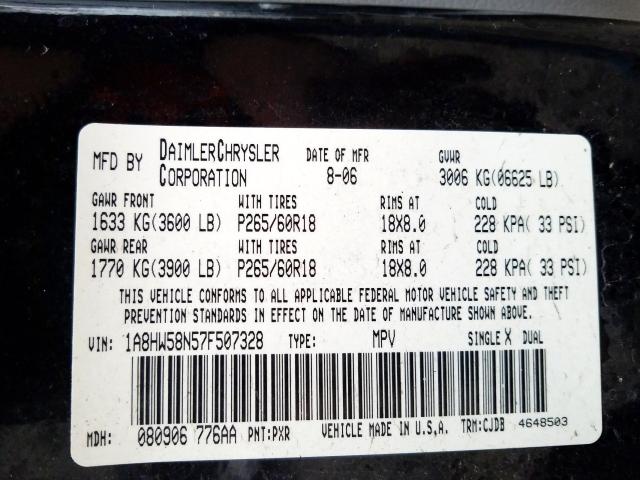 MFD BY DAIMLERCHRYSLER CORPORATION DATE OF MFR 8-06 GVWR 3006 KG(06625 LB)
GAWR FRONT WITH TIRES RIMS AT COLD
1633 KG(3600 LB) P265/60R18 18X8.0 228 KPA( 33 PSI)
GAWR REAR WITH TIRES RIMS AT COLD
1770 KG(3900 LB) P265/60R18 18X8.0 228 KPA( 33 PSI)
THIS VEHICLE CONFORMS TO ALL APPLICABLE FEDERAL MOTOR VEHICLE SAFETY AND THEFT
PREVENTION STANDARDS IN EFFECT ON THE DATE OF MANUFACTURE SHOWN ABOVE.
VIN: 1A8HW58N57F507328 TYPE: MPV SINGLE X DUAL
MDH: 080906 776AA PNT:PXR VEHICLE MADE IN U.S.A. TRM:CJDB 4648503